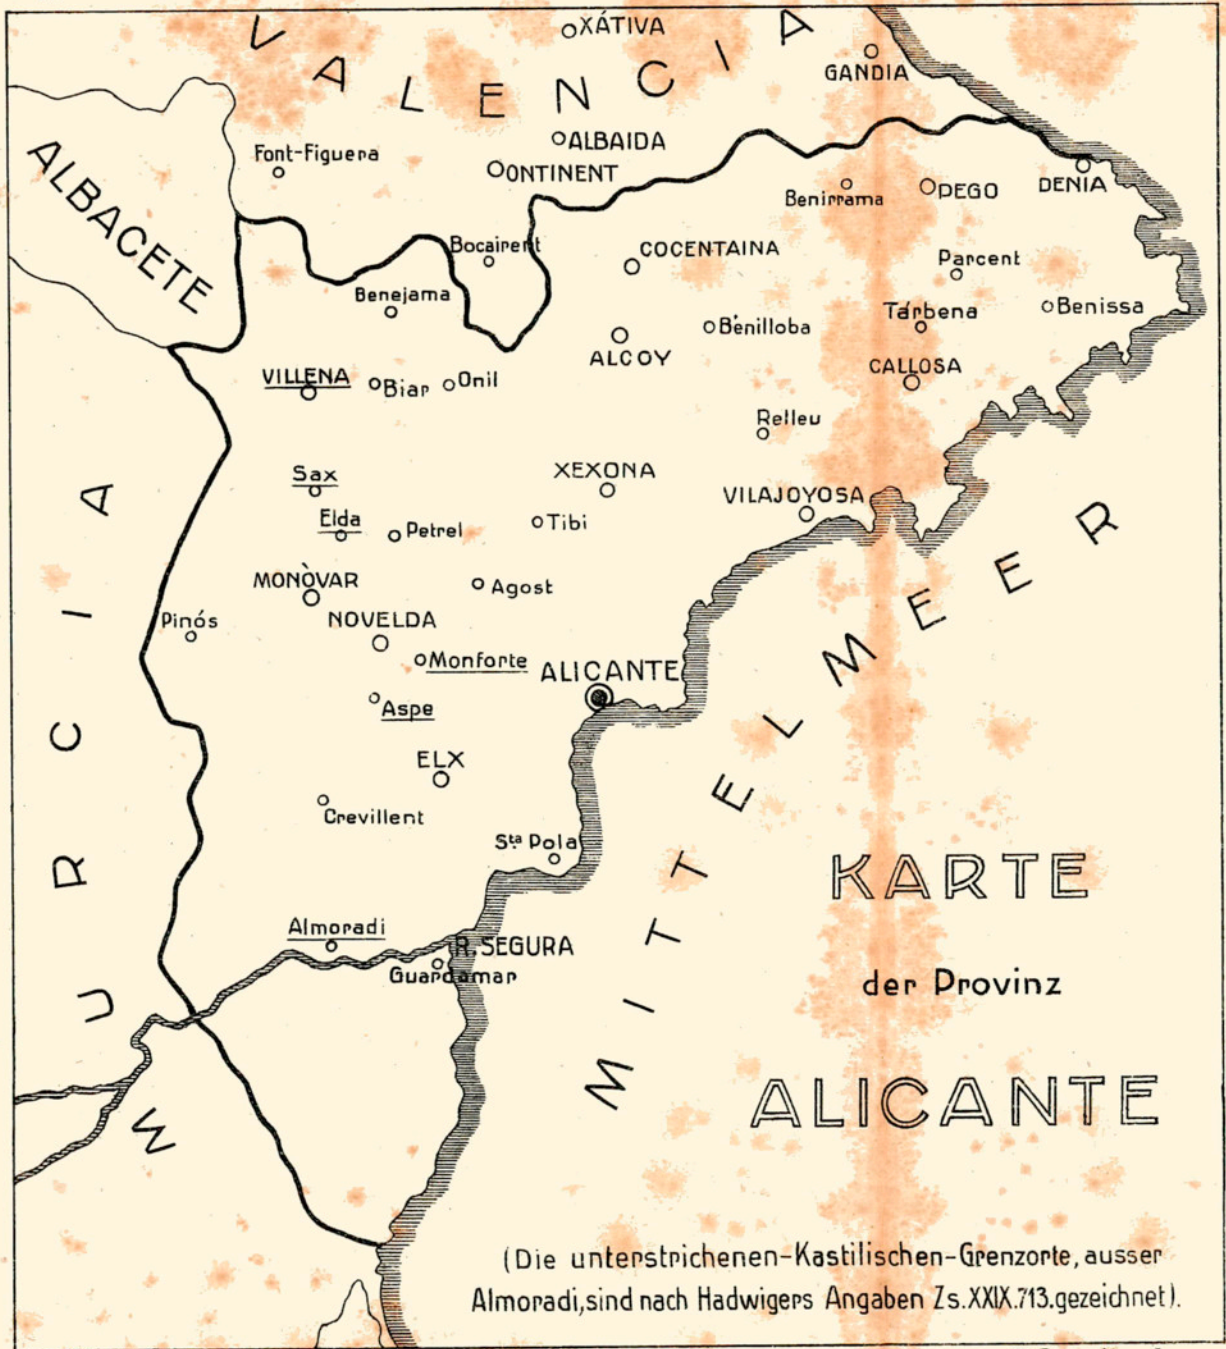 VALENCIA
XÁTIVA
GANDIA
ALBAIDA
Font-Figuera
ONTINENT
ALBACETE
DENIA
PEGO
Benirrama
Bocairent
COCENTAINA
Parcent
Benejama
Tárbena
Benissa
Bénilloba
ALCOY
CALLOSA
VILLENA
Biar
Onil
Relleu
Sax
XEXONA
VILAJOYOSA
Elda
Petrel
Tibi
MONÒVAR
Agost
Pinós
NOVELDA
Monforte
ALICANTE
Aspe
ELX
Crevillent
Sta Pola
Almoradi
R. SEGURA
Guardamar
MURCIA
MITTELMEER
KARTE
der Provinz
ALICANTE
(Die unterstrichenen-Kastilischen-Grenzorte, ausser
Almoradi, sind nach Hadwigers Angaben Zs.XXIX.713.gezeichnet).